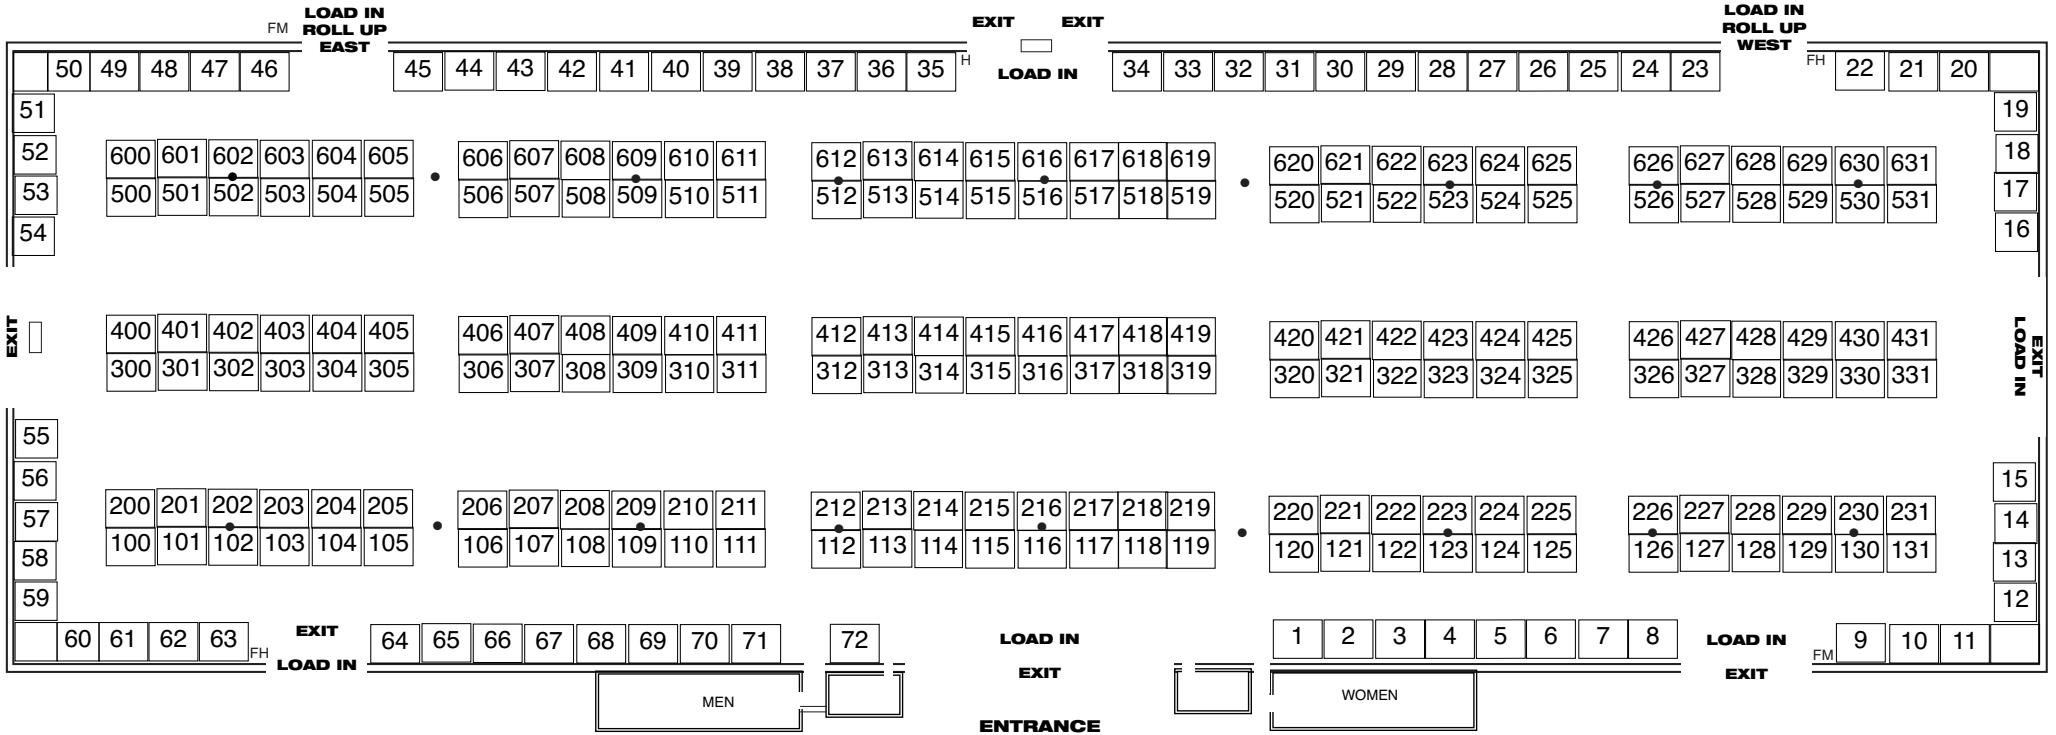 LOAD IN
ROLL UP
EAST
FM
EXIT EXIT
LOAD IN
ROLL UP
WEST
50 49 48 47 46 45 44 43 42 41 40 39 38 37 36 35 H LOAD IN 34 33 32 31 30 29 28 27 26 25 24 23 FH 22 21 20
51 19
52 600 601 602 603 604 605 606 607 608 609 610 611 612 613 614 615 616 617 618 619 620 621 622 623 624 625 626 627 628 629 630 631 18
53 500 501 502 503 504 505 506 507 508 509 510 511 512 513 514 515 516 517 518 519 520 521 522 523 524 525 526 527 528 529 530 531 17
54 16
EXIT 400 401 402 403 404 405 406 407 408 409 410 411 412 413 414 415 416 417 418 419 420 421 422 423 424 425 426 427 428 429 430 431 EXIT
300 301 302 303 304 305 306 307 308 309 310 311 312 313 314 315 316 317 318 319 320 321 322 323 324 325 326 327 328 329 330 331 LOAD IN
55
56 15
57 200 201 202 203 204 205 206 207 208 209 210 211 212 213 214 215 216 217 218 219 220 221 222 223 224 225 226 227 228 229 230 231 14
58 100 101 102 103 104 105 106 107 108 109 110 111 112 113 114 115 116 117 118 119 120 121 122 123 124 125 126 127 128 129 130 131 13
59 12
60 61 62 63 FH EXIT 64 65 66 67 68 69 70 71 72 LOAD IN 1 2 3 4 5 6 7 8 LOAD IN FM 9 10 11
LOAD IN EXIT EXIT
MEN WOMEN
ENTRANCE